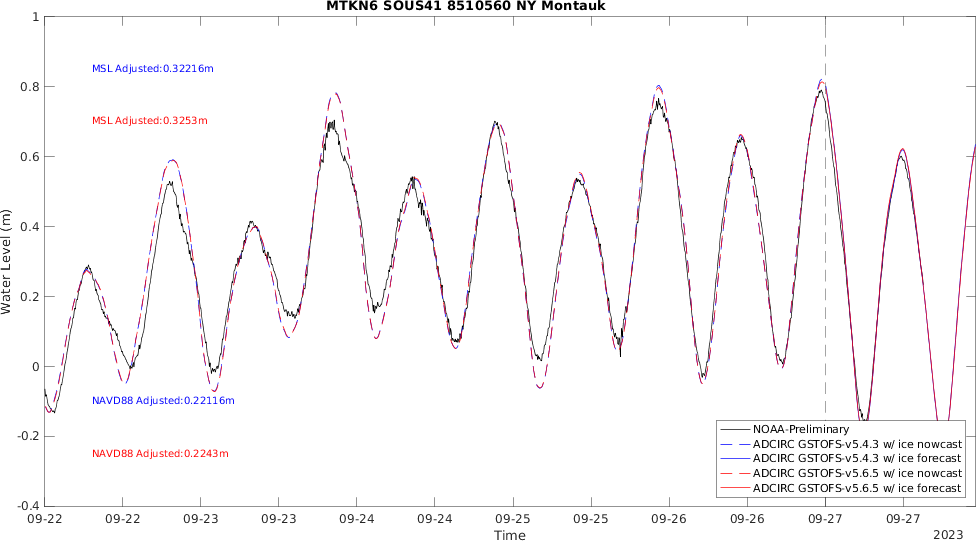 MTKN6 SOUS41 8510560 NY Montauk
1
0.8
0.6
0.4
0.2
0
-0.2
-0.4
Water Level (m)
MSL Adjusted:0.32216m
MSL Adjusted:0.3253m
NAVD88 Adjusted:0.22116m
NAVD88 Adjusted:0.2243m
NOAA-Preliminary
ADCIRC GSTOFS-v5.4.3 w/ ice nowcast
ADCIRC GSTOFS-v5.4.3 w/ ice forecast
ADCIRC GSTOFS-v5.6.5 w/ ice nowcast
ADCIRC GSTOFS-v5.6.5 w/ ice forecast
09-22 09-22 09-23 09-23 09-24 09-24 09-25 09-25 09-26 09-26 09-27 09-27
Time
2023